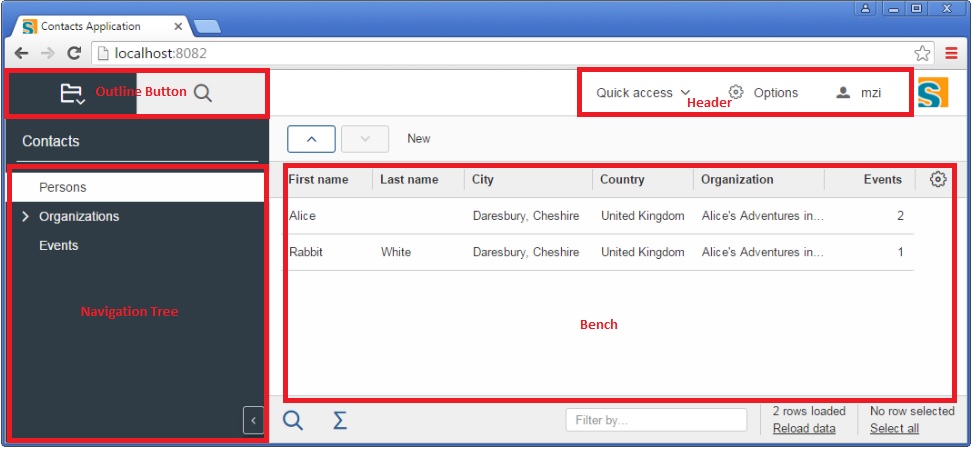 Contacts Application
localhost:8082
Outline Button
Quick access
Options
mzi
Header
Contacts
New
First name Last name City Country Organization Events
Alice Daresbury, Cheshire United Kingdom Alice's Adventures in... 2
Rabbit White Daresbury, Cheshire United Kingdom Alice's Adventures in... 1
Persons
Organizations
Events
Navigation Tree
Bench
Σ
Filter by...
2 rows loaded
Reload data
No row selected
Select all